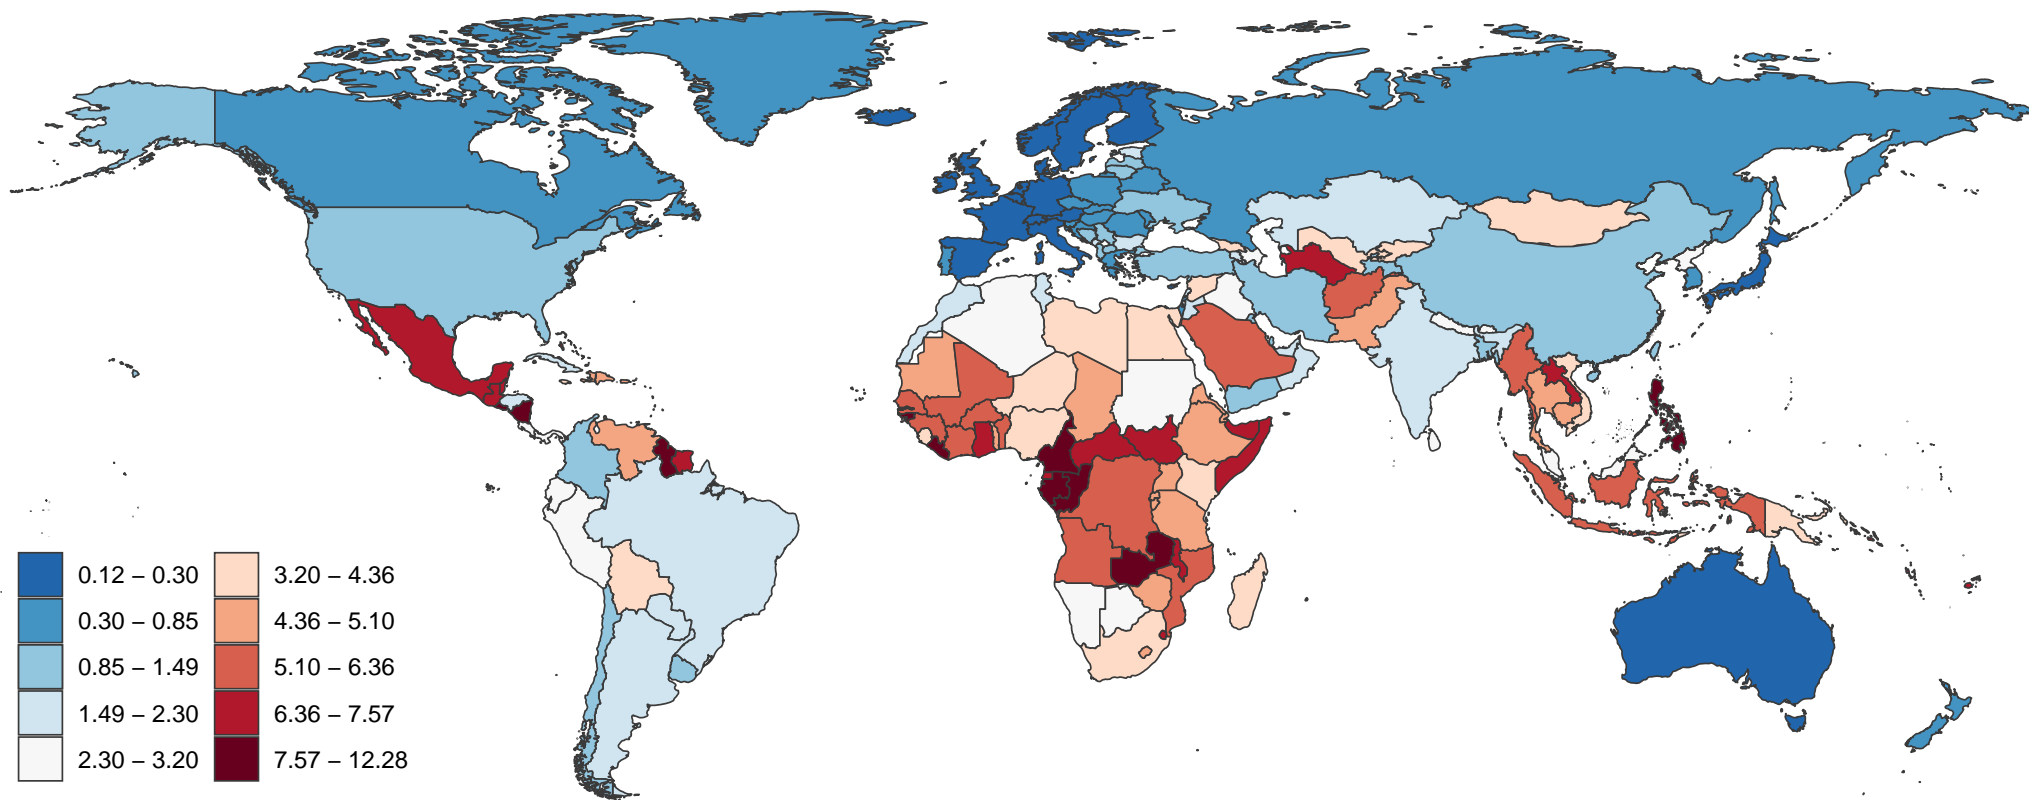 0.12 – 0.30
0.30 – 0.85
0.85 – 1.49
1.49 – 2.30
2.30 – 3.20
3.20 – 4.36
4.36 – 5.10
5.10 – 6.36
6.36 – 7.57
7.57 – 12.28